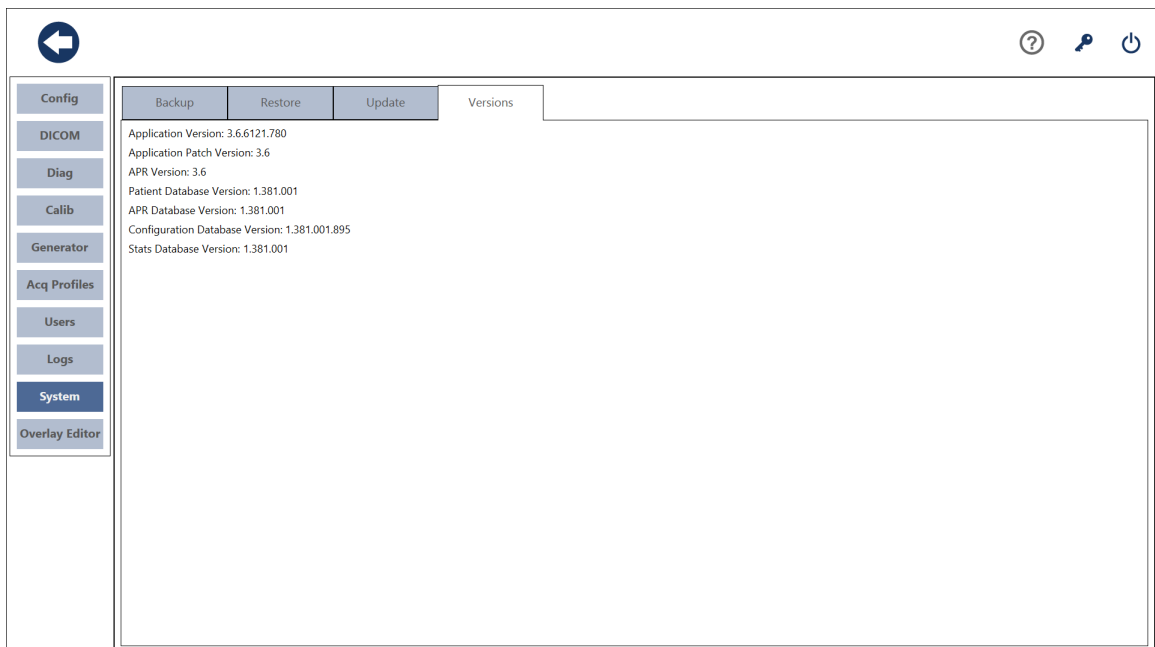 ?
Config
DICOM
Diag
Calib
Generator
Acq Profiles
Users
Logs
System
Overlay Editor
Backup
Restore
Update
Versions
Application Version: 3.6.6121.780
Application Patch Version: 3.6
APR Version: 3.6
Patient Database Version: 1.381.001
APR Database Version: 1.381.001
Configuration Database Version: 1.381.001.895
Stats Database Version: 1.381.001